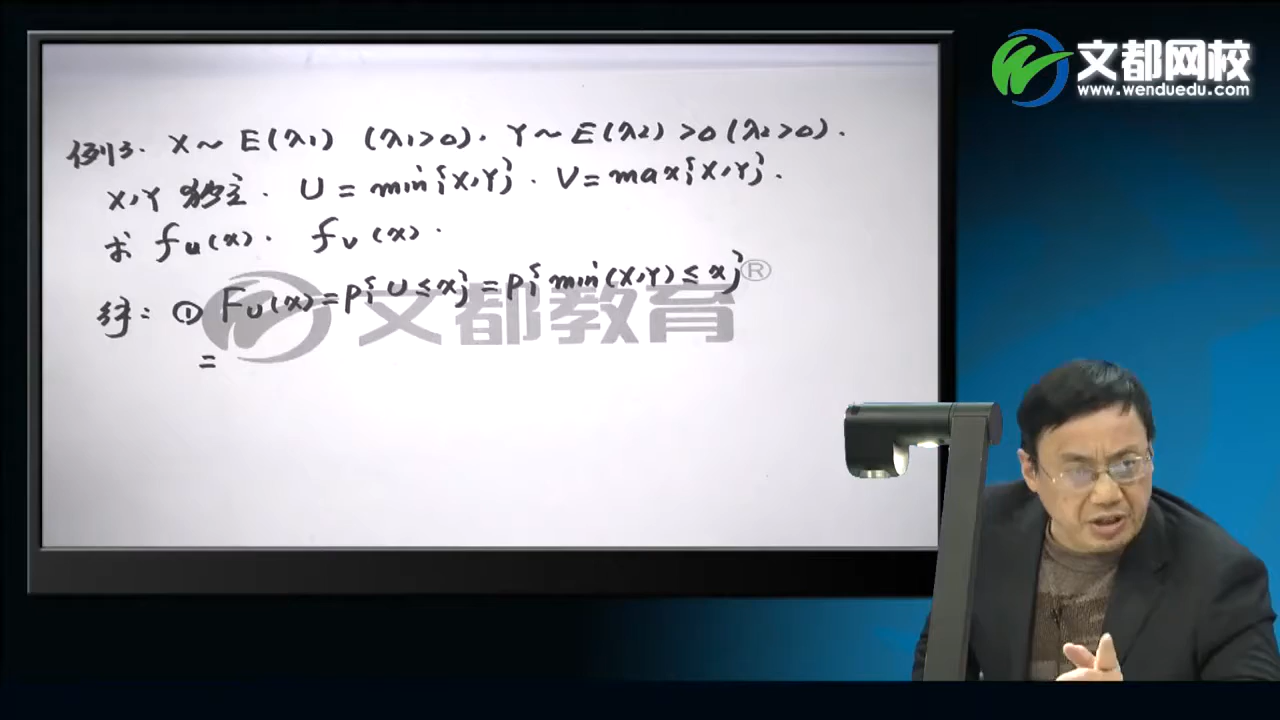 文都网校
www.wenduedu.com
例3. X～E(λ1) (λ1>0). Y～E(λ2)>0(λ2>0).
X,Y 独立. U=min{X,Y}. V=max{X,Y}.
求 fu(x). fv(x).
解：① FU(x)=P{U≤x}=P{min(X,Y)≤x}
=
文都教育®